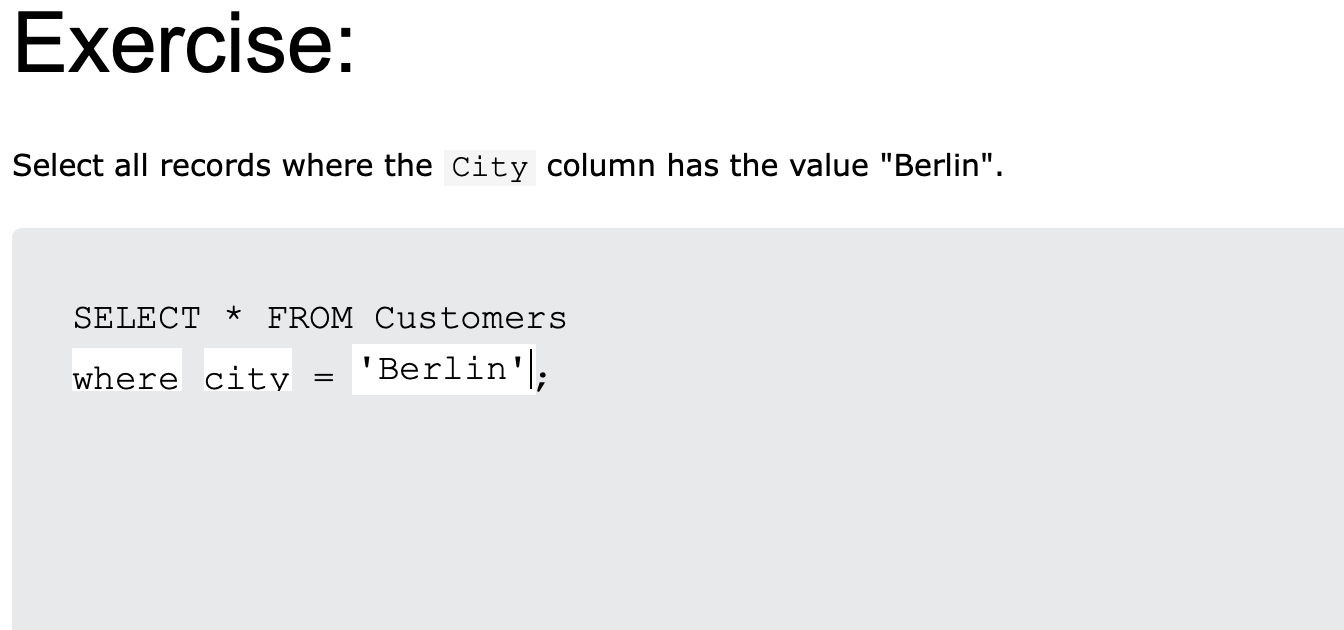 Exercise:
Select all records where the City column has the value "Berlin".
SELECT * FROM Customers
where city = 'Berlin';